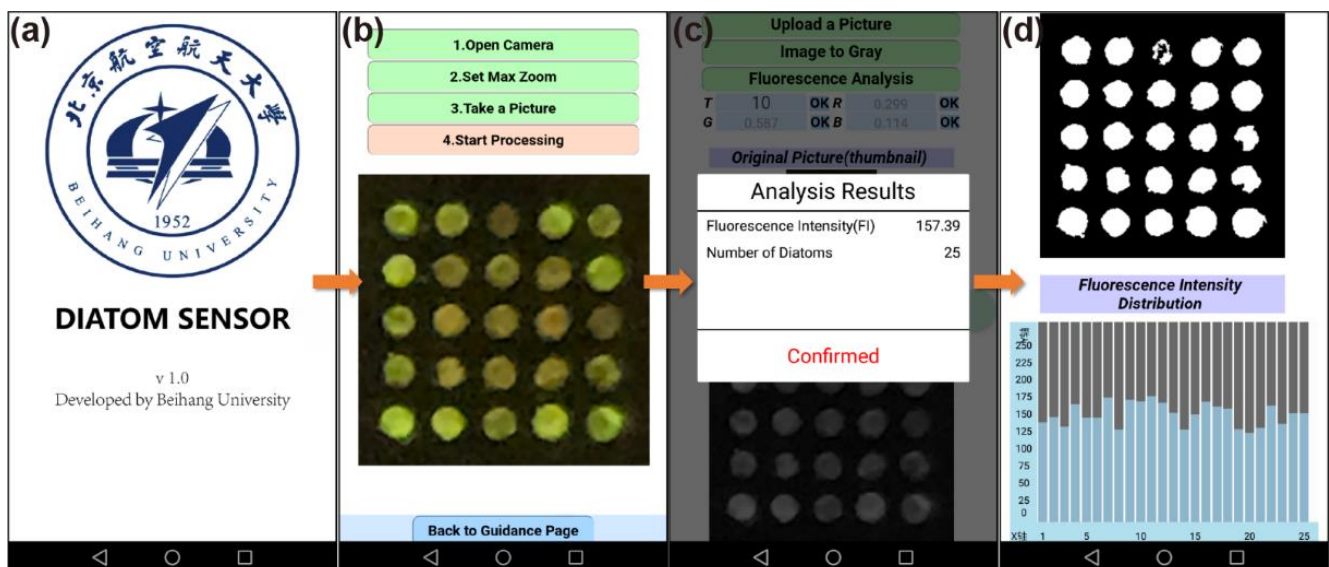 (a)
北京航空航天大學
1952
BEIHANG UNIVERSITY
DIATOM SENSOR
v 1.0
Developed by Beihang University
(b)
1.Open Camera
2.Set Max Zoom
3.Take a Picture
4.Start Processing
Back to Guidance Page
(c)
Upload a Picture
Image to Gray
Fluorescence Analysis
T 10 OK R 0.299 OK
G 0.587 OK B 0.114 OK
Original Picture(thumbnail)
Analysis Results
Fluorescence Intensity(FI) 157.39
Number of Diatoms 25
Confirmed
(d)
Fluorescence Intensity
Distribution
250
225
200
175
150
125
100
75
50
25
0
X轴 1 5 10 15 20 25